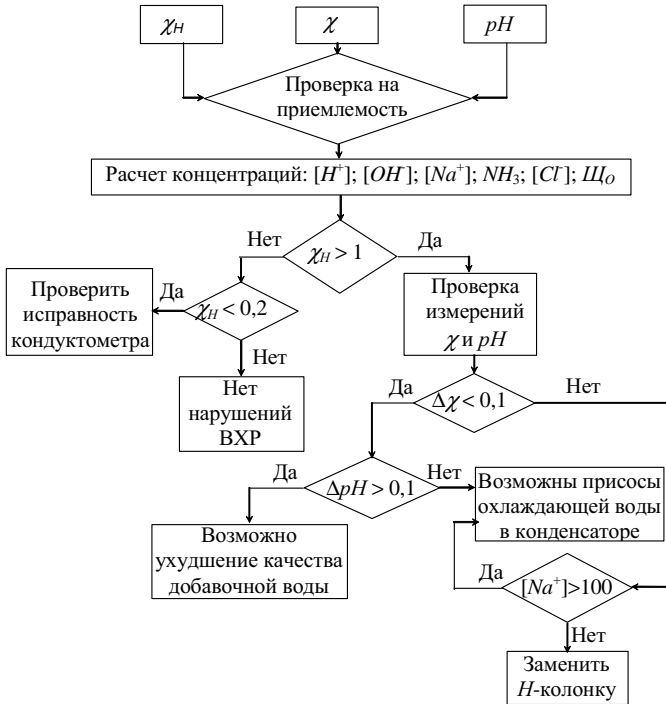 χH
χ
pH
Проверка на
приемлемость
Расчет концентраций: [H⁺]; [OH⁻]; [Na⁺]; NH₃; [Cl⁻]; ЩО
Нет
χH > 1
Да
Проверить
исправность
кондуктометра
Да
χH < 0,2
Проверка
измерений
χ и pH
Нет
Нет
нарушений
ВХР
Да
Δχ < 0,1
Нет
Да
ΔpH > 0,1
Нет
Возможны присосы
охлаждающей воды
в конденсаторе
Возможно
ухудшение качества
добавочной воды
Да
[Na⁺]>100
Нет
Заменить
H-колонку